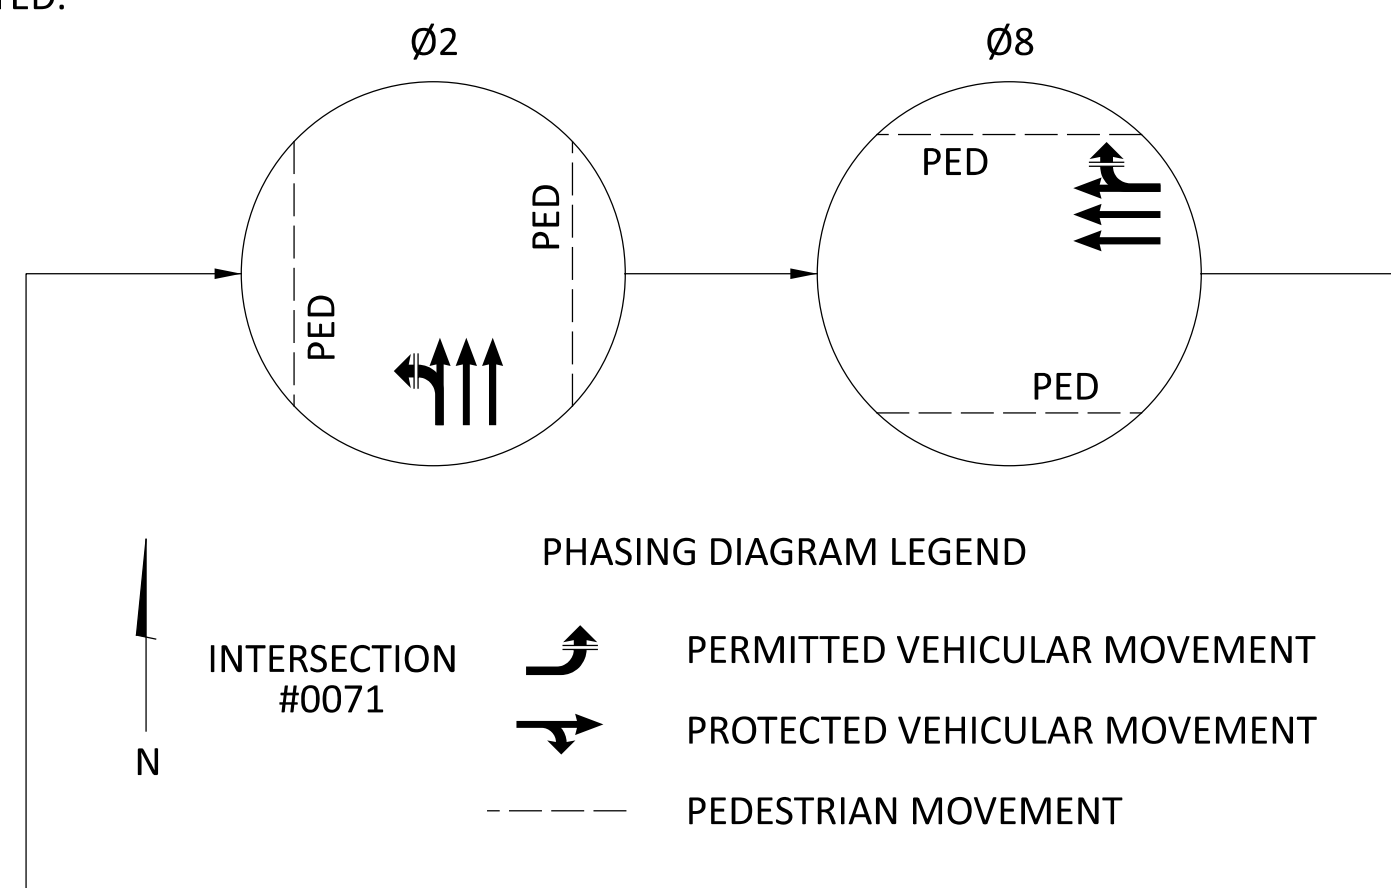 Ø2
Ø8
PED
PED
PED
PED
PHASING DIAGRAM LEGEND
INTERSECTION
#0071
N
PERMITTED VEHICULAR MOVEMENT
PROTECTED VEHICULAR MOVEMENT
PEDESTRIAN MOVEMENT